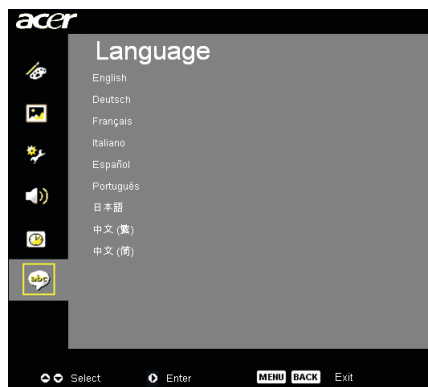 acer
Language
English
Deutsch
Français
Italiano
Español
Português
日本語
中文 (繁)
中文 (简)
abc
Select Enter MENU BACK Exit